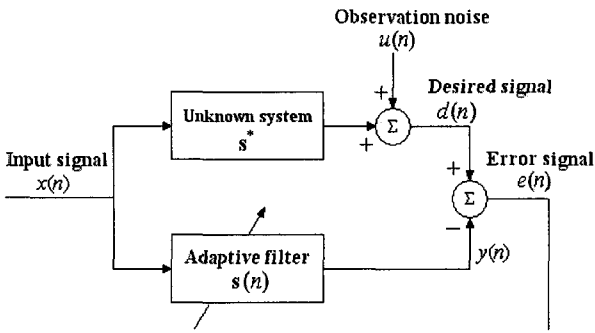 Observation noise
u(n)
Desired signal
d(n)
+
Unknown system
s*
Σ
+
Input signal
x(n)
Error signal
e(n)
+
Σ
−
Adaptive filter
s(n)
y(n)